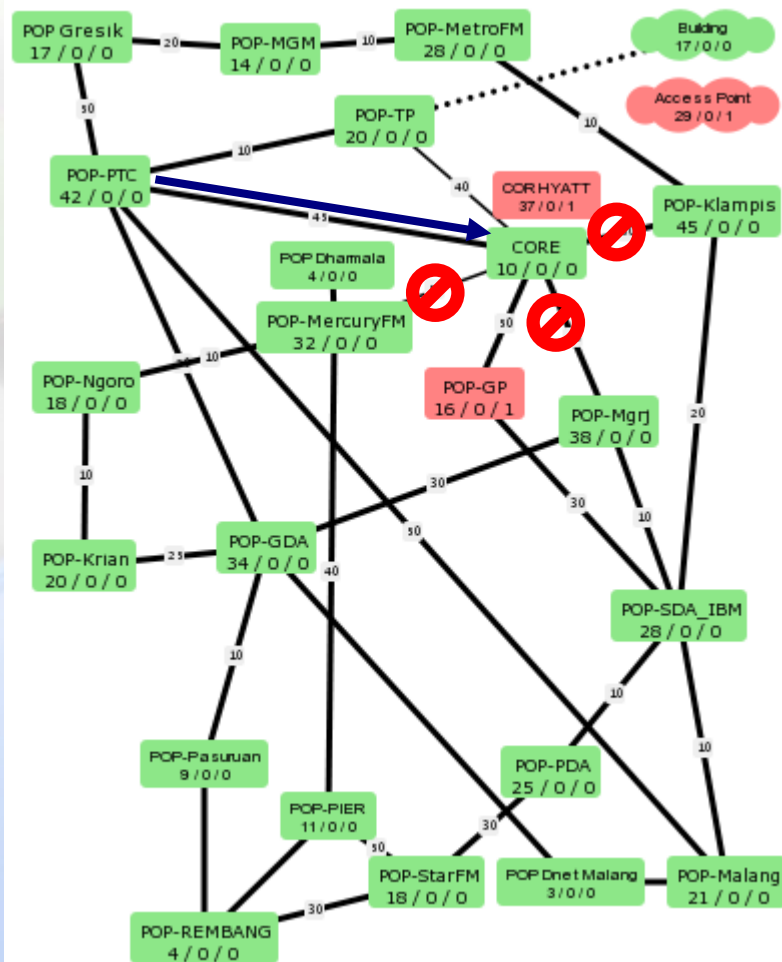 POP Gresik
17 / 0 / 0
20
POP-MGM
14 / 0 / 0
10
POP-MetroFM
28 / 0 / 0
Building
17 / 0 / 0
Access Point
29 / 0 / 1
POP-TP
20 / 0 / 0
10
10
40
POP-PTC
42 / 0 / 0
45
CORHYATT
37 / 0 / 1
POP-Klampis
45 / 0 / 0
CORE
10 / 0 / 0
POP Dharmala
4 / 0 / 0
POP-MercuryFM
32 / 0 / 0
10
POP-Ngoro
18 / 0 / 0
POP-GP
16 / 0 / 1
POP-Mgrj
38 / 0 / 0
20
10
30
30
10
POP-GDA
34 / 0 / 0
25
POP-Krian
20 / 0 / 0
40
POP-SDA_IBM
28 / 0 / 0
10
10
10
POP-Pasuruan
9 / 0 / 0
POP-PDA
25 / 0 / 0
POP-PIER
11 / 0 / 0
30
POP-StarFM
18 / 0 / 0
POP Dnet Malang
3 / 0 / 0
POP-Malang
21 / 0 / 0
30
POP-REMBANG
4 / 0 / 0